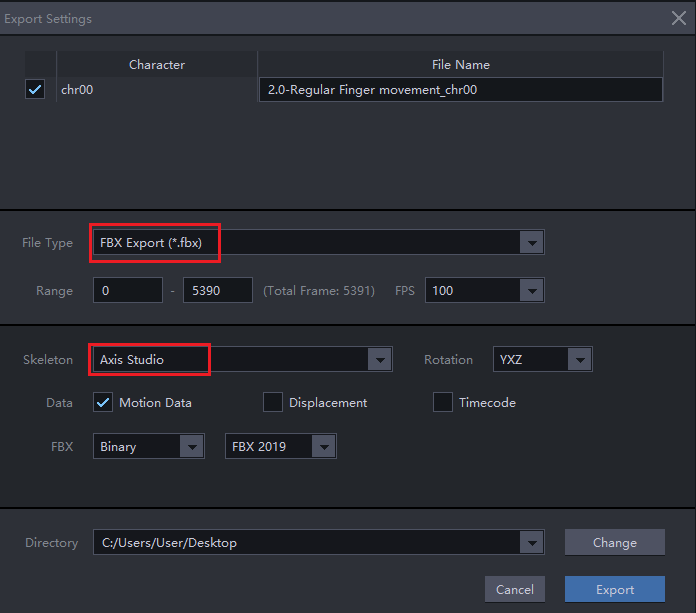 Export Settings
Character File Name
chr00 2.0-Regular Finger movement_chr00
File Type FBX Export (*.fbx)
Range 0 - 5390 (Total Frame: 5391) FPS 100
Skeleton Axis Studio Rotation YXZ
Data Motion Data Displacement Timecode
FBX Binary FBX 2019
Directory C:/Users/User/Desktop Change
Cancel Export